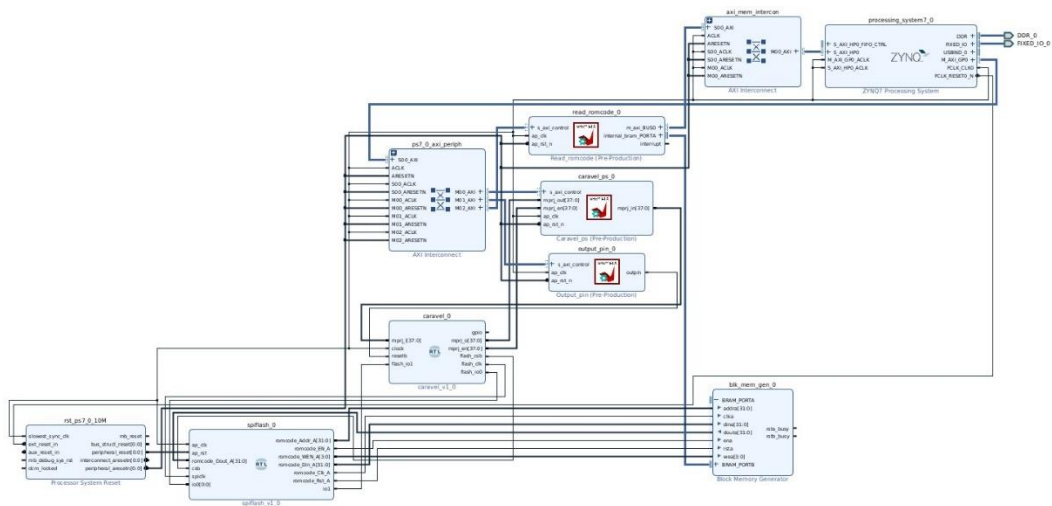 axi_mem_intercon
S00_AXI
ACLK
ARESETN
S00_ACLK
S00_ARESETN
M00_ACLK
M00_ARESETN
M00_AXI
AXI Interconnect
processing_system7_0
S_AXI_HP0_FIFO_CTRL
S_AXI_HP0
M_AXI_GP0_ACLK
S_AXI_HP0_ACLK
ZYNQ
DDR
FIXED_IO
USBIND_0
M_AXI_GP0
FCLK_CLK0
FCLK_RESET0_N
ZYNQ7 Processing System
DDR_0
FIXED_IO_0
read_romcode_0
s_axi_control
ap_clk
ap_rst_n
m_axi_BUS0
internal_bram_PORTA
interrupt
Read_romcode (Pre-Production)
ps7_0_axi_periph
S00_AXI
ACLK
ARESETN
S00_ACLK
S00_ARESETN
M00_ACLK
M00_ARESETN
M01_ACLK
M01_ARESETN
M02_ACLK
M02_ARESETN
M00_AXI
M01_AXI
M02_AXI
AXI Interconnect
caravel_ps_0
s_axi_control
mprj_out[37:0]
mprj_en[37:0]
ap_clk
ap_rst_n
mprj_in[37:0]
Caravel_ps (Pre-Production)
output_pin_0
s_axi_control
ap_clk
ap_rst_n
outpin
Output_pin (Pre-Production)
caravel_0
mprj_i[37:0]
clock
resetb
flash_io1
RTL
gpio
mprj_o[37:0]
mprj_en[37:0]
flash_csb
flash_clk
flash_io0
caravel_v1_0
rst_ps7_0_10M
slowest_sync_clk
ext_reset_in
aux_reset_in
mb_debug_sys_rst
dcm_locked
mb_reset
bus_struct_reset[0:0]
peripheral_reset[0:0]
interconnect_aresetn[0:0]
peripheral_aresetn[0:0]
Processor System Reset
spiflash_0
ap_clk
ap_rst
romcode_Dout_A[31:0]
csb
spiclk
io0[3:0]
RTL
romcode_Addr_A[31:0]
romcode_EN_A
romcode_WEN_A[3:0]
romcode_Din_A[31:0]
romcode_Clk_A
romcode_Rst_A
io1
spiflash_v1_0
blk_mem_gen_0
BRAM_PORTA
addra[31:0]
clka
dina[31:0]
douta[31:0]
ena
rsta
wea[3:0]
BRAM_PORTB
rsta_busy
rstb_busy
Block Memory Generator